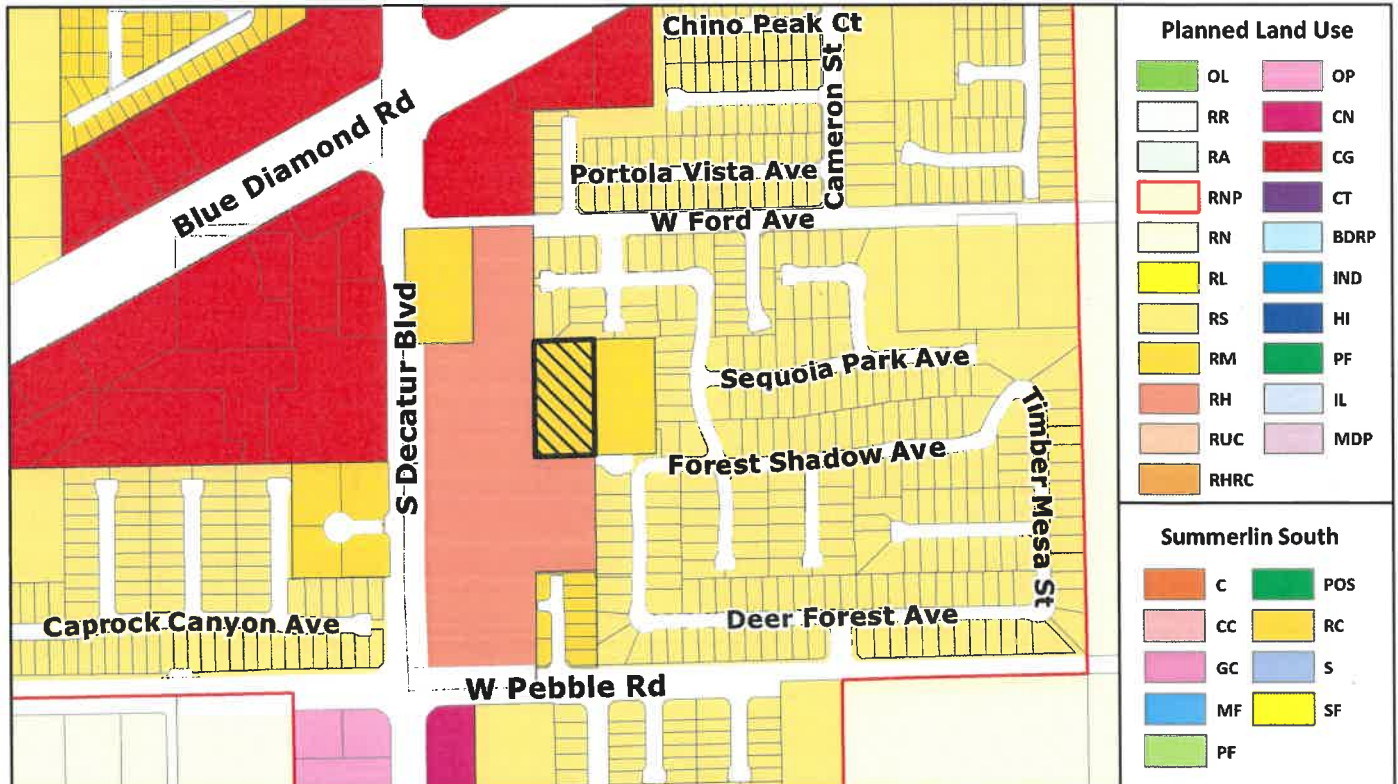 Chino Peak Ct
Cameron St
Blue Diamond Rd
Portola Vista Ave
W Ford Ave
S Decatur Blvd
Sequoia Park Ave
Timber Mesa St
Forest Shadow Ave
Caprock Canyon Ave
Deer Forest Ave
W Pebble Rd
Planned Land Use
OL
OP
RR
CN
RA
CG
RNP
CT
RN
BDRP
RL
IND
RS
HI
RM
PF
RH
IL
RUC
MDP
RHRC
Summerlin South
C
POS
CC
RC
GC
S
MF
SF
PF